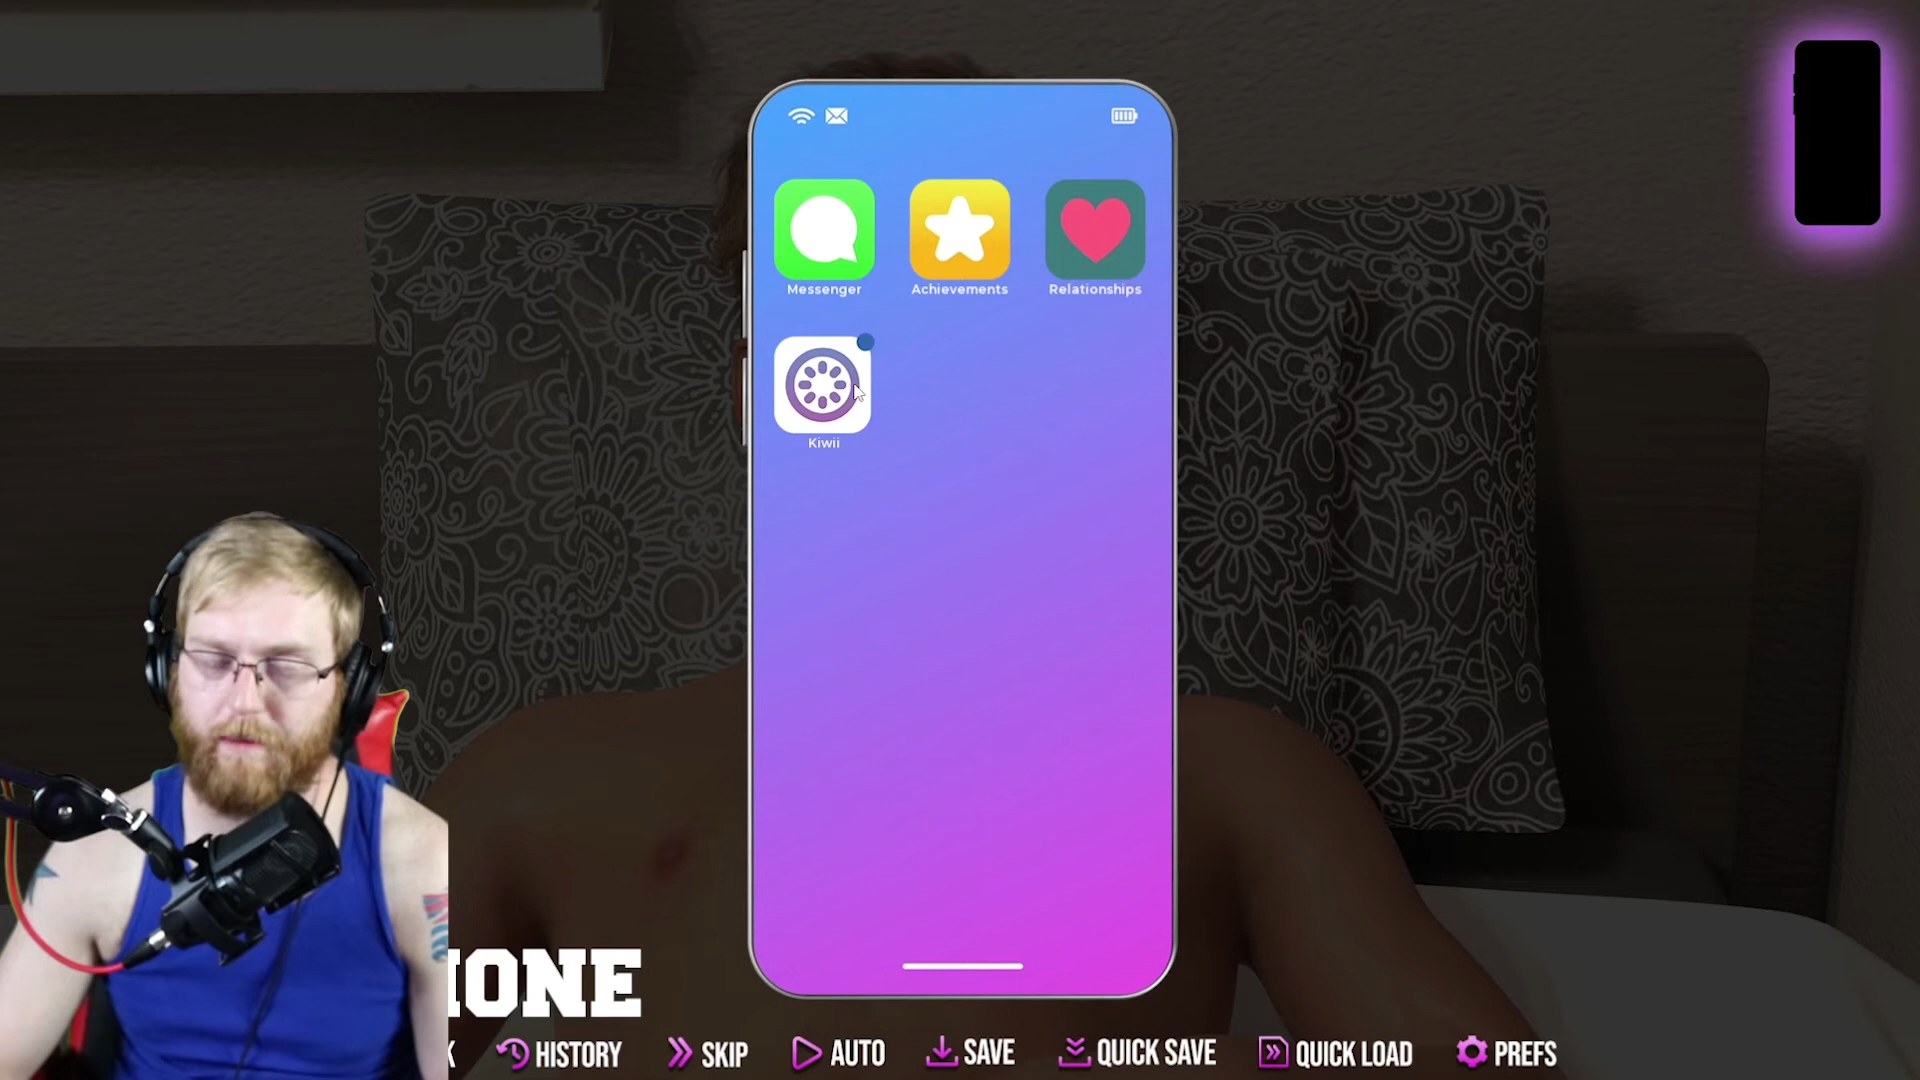 Messenger
Achievements
Relationships
Kiwii
IONE
K
HISTORY
SKIP
AUTO
SAVE
QUICK SAVE
QUICK LOAD
PREFS